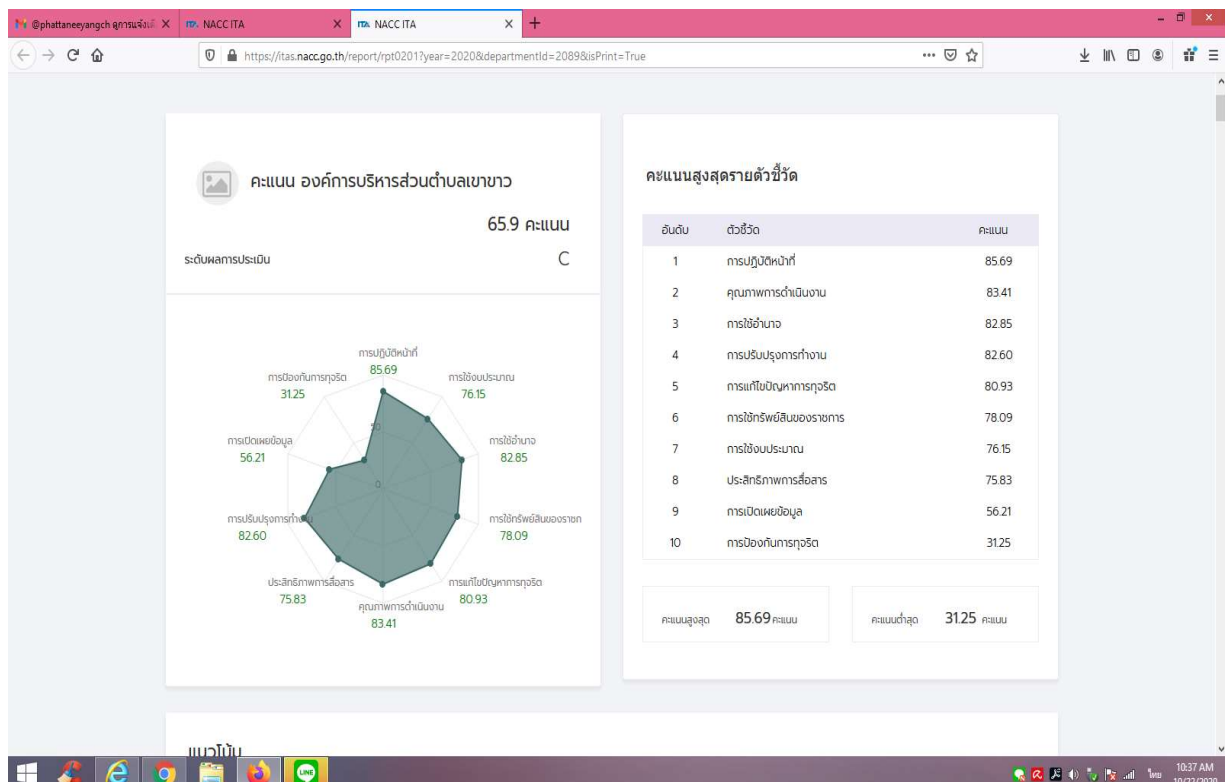 @phattaneeyangch ดูการแจ้งเตื
NACC ITA
NACC ITA
https://itas.nacc.go.th/report/rpt0201?year=2020&departmentId=2089&isPrint=True
คะแนน องค์การบริหารส่วนตำบลเขาขาว
65.9 คะแนน
ระดับผลการประเมิน
C
การปฏิบัติหน้าที่
85.69
การป้องกันการทุจริต
31.25
การใช้งบประมาณ
76.15
50
การเปิดเผยข้อมูล
56.21
การใช้อำนาจ
82.85
0
การปรับปรุงการทำงาน
82.60
การใช้ทรัพย์สินของราชก
78.09
ประสิทธิภาพการสื่อสาร
75.83
การแก้ไขปัญหาการทุจริต
80.93
คุณภาพการดำเนินงาน
83.41
คะแนนสูงสุดรายตัวชี้วัด
อันดับ ตัวชี้วัด คะแนน
1 การปฏิบัติหน้าที่ 85.69
2 คุณภาพการดำเนินงาน 83.41
3 การใช้อำนาจ 82.85
4 การปรับปรุงการทำงาน 82.60
5 การแก้ไขปัญหาการทุจริต 80.93
6 การใช้ทรัพย์สินของราชการ 78.09
7 การใช้งบประมาณ 76.15
8 ประสิทธิภาพการสื่อสาร 75.83
9 การเปิดเผยข้อมูล 56.21
10 การป้องกันการทุจริต 31.25
คะแนนสูงสุด 85.69 คะแนน
คะแนนต่ำสุด 31.25 คะแนน
แนวโน้ม
LINE
ไทย
10:37 AM